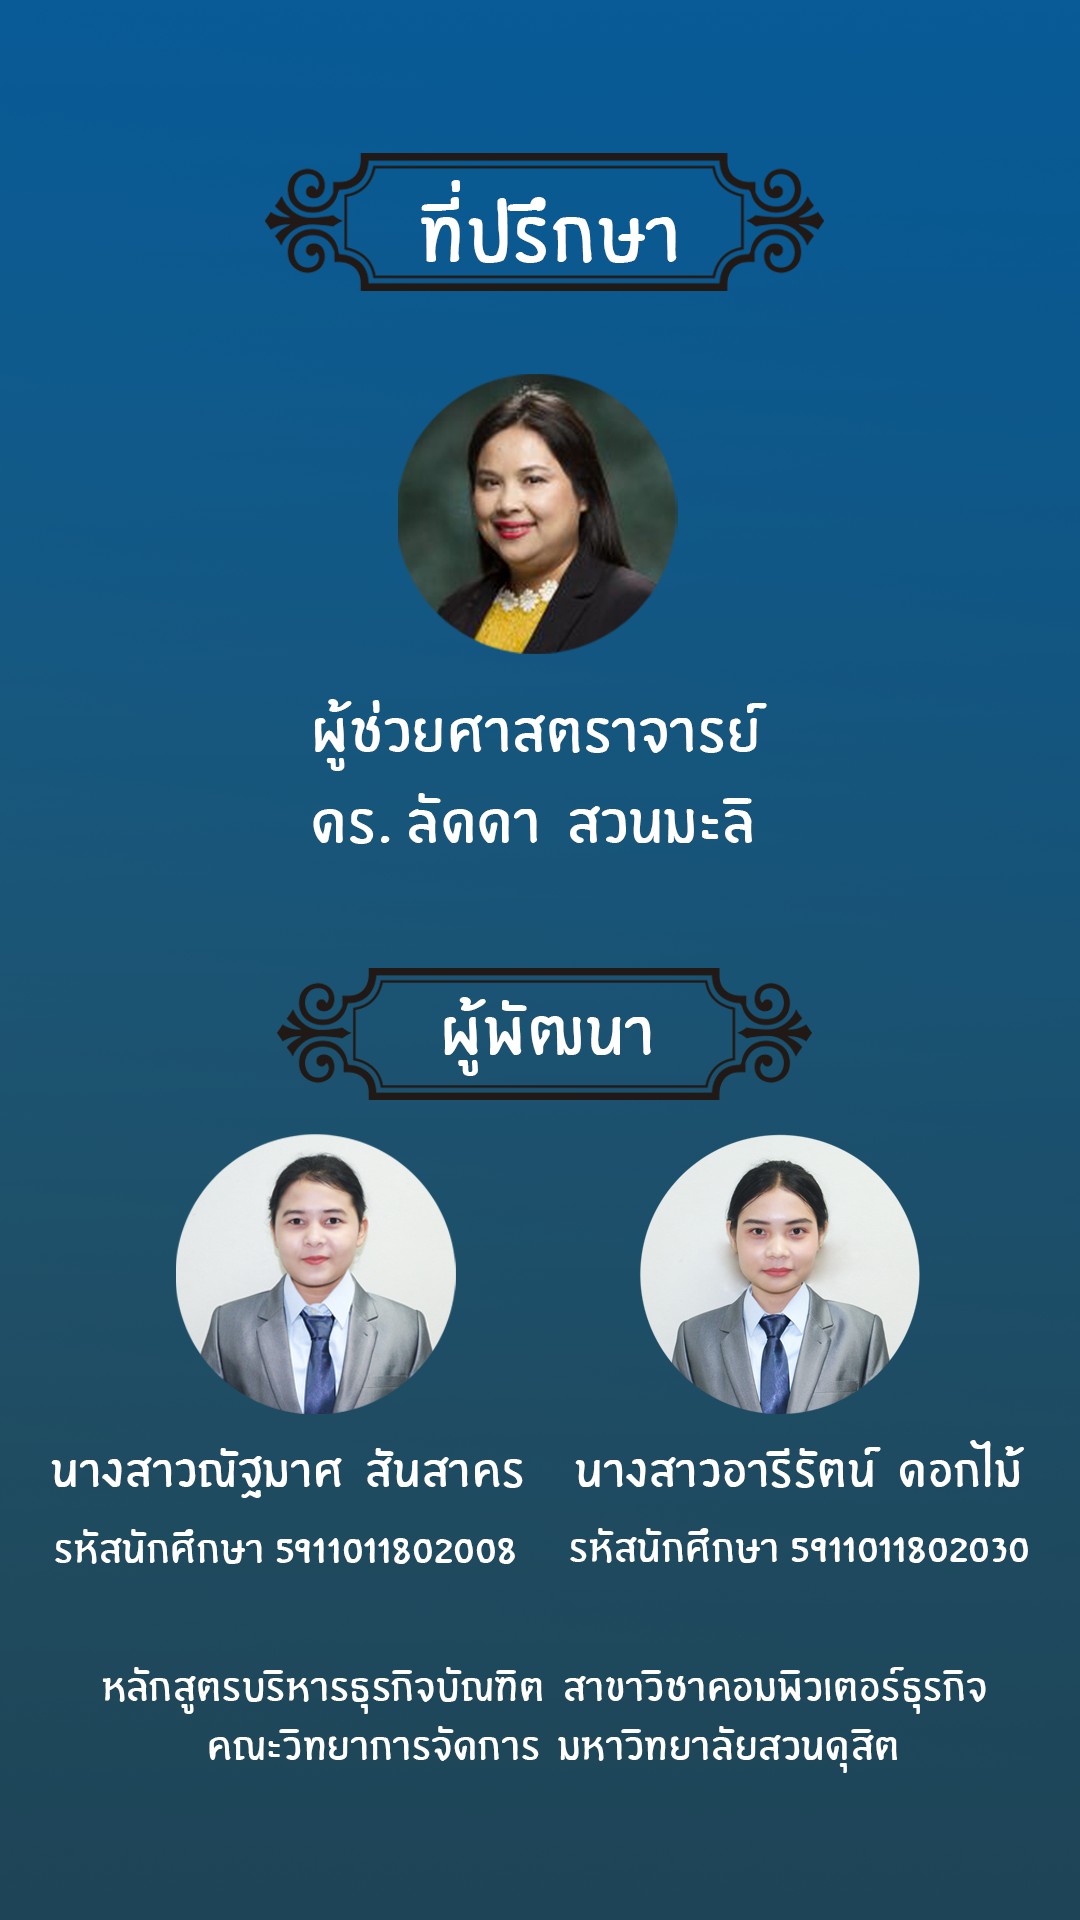 ที่ปรึกษา
ผู้ช่วยศาสตราจารย์
ดร. ลัดดา สวนมะลิ
ผู้พัฒนา
นางสาวณัฐมาศ สันสาคร
รหัสนักศึกษา 5911011802008
นางสาวอารีรัตน์ ดอกไม้
รหัสนักศึกษา 5911011802030
หลักสูตรบริหารธุรกิจบัณฑิต สาขาวิชาคอมพิวเตอร์ธุรกิจ
คณะวิทยาการจัดการ มหาวิทยาลัยสวนดุสิต